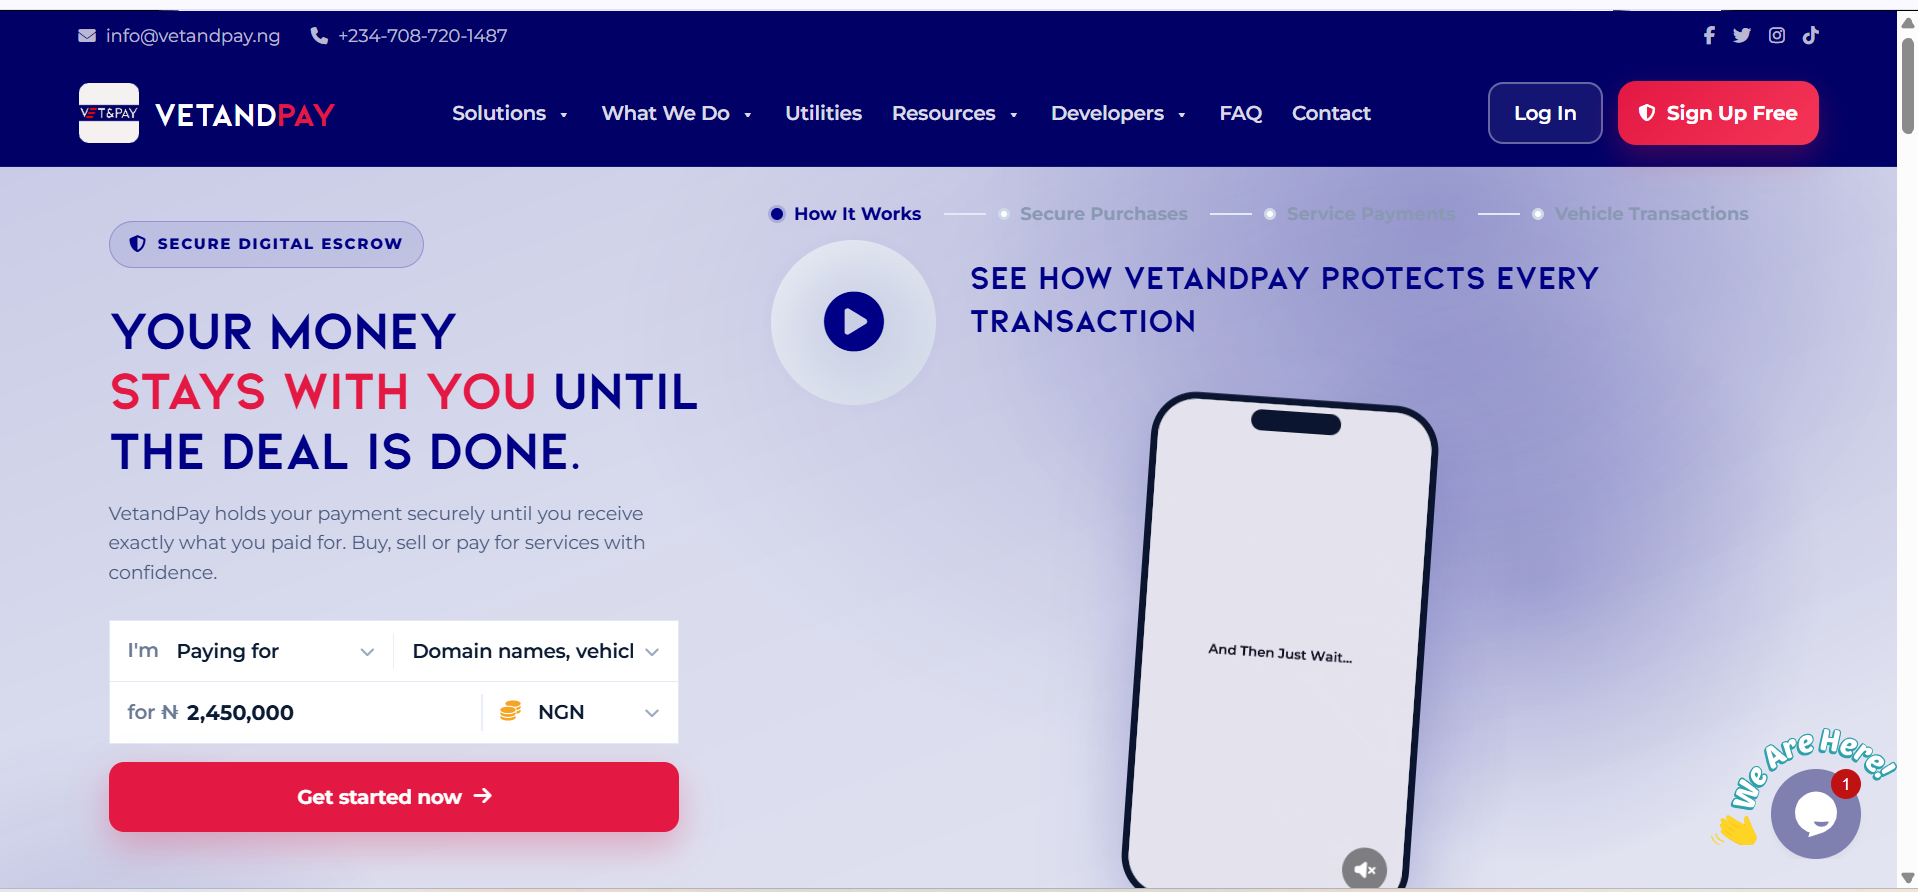 info@vetandpay.ng
+234-708-720-1487
VET&PAY
VETANDPAY
Solutions
What We Do
Utilities
Resources
Developers
FAQ
Contact
Log In
Sign Up Free
How It Works
Secure Purchases
Service Payments
Vehicle Transactions
SECURE DIGITAL ESCROW
YOUR MONEY
STAYS WITH YOU UNTIL
THE DEAL IS DONE.
VetandPay holds your payment securely until you receive
exactly what you paid for. Buy, sell or pay for services with
confidence.
I'm Paying for
Domain names, vehicl
for ₦ 2,450,000
NGN
Get started now
SEE HOW VETANDPAY PROTECTS EVERY
TRANSACTION
And Then Just Wait...
We Are Here!
1